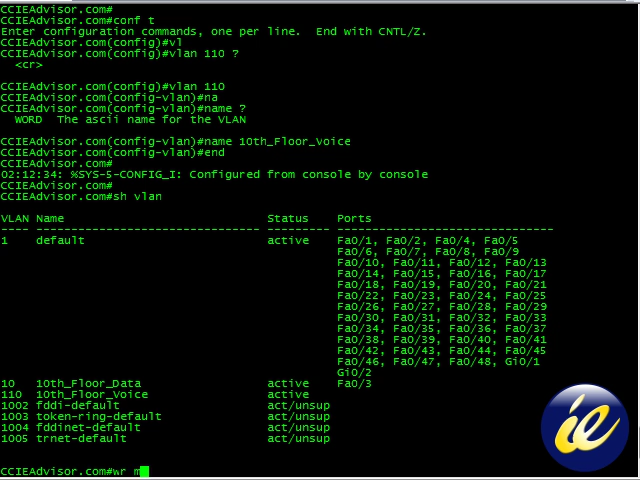 CCIEAdvisor.com#
CCIEAdvisor.com#conf t
Enter configuration commands, one per line.  End with CNTL/Z.
CCIEAdvisor.com(config)#vl
CCIEAdvisor.com(config)#vlan 110 ?
  <cr>
CCIEAdvisor.com(config)#vlan 110
CCIEAdvisor.com(config-vlan)#na
CCIEAdvisor.com(config-vlan)#name ?
  WORD  The ascii name for the VLAN
CCIEAdvisor.com(config-vlan)#name 10th_Floor_Voice
CCIEAdvisor.com(config-vlan)#end
CCIEAdvisor.com#
02:12:34: %SYS-5-CONFIG_I: Configured from console by console
CCIEAdvisor.com#
CCIEAdvisor.com#sh vlan
VLAN Name                             Status    Ports
---- -------------------------------- --------- -------------------------------
1    default                          active    Fa0/1, Fa0/2, Fa0/4, Fa0/5
                                                Fa0/6, Fa0/7, Fa0/8, Fa0/9
                                                Fa0/10, Fa0/11, Fa0/12, Fa0/13
                                                Fa0/14, Fa0/15, Fa0/16, Fa0/17
                                                Fa0/18, Fa0/19, Fa0/20, Fa0/21
                                                Fa0/22, Fa0/23, Fa0/24, Fa0/25
                                                Fa0/26, Fa0/27, Fa0/28, Fa0/29
                                                Fa0/30, Fa0/31, Fa0/32, Fa0/33
                                                Fa0/34, Fa0/35, Fa0/36, Fa0/37
                                                Fa0/38, Fa0/39, Fa0/40, Fa0/41
                                                Fa0/42, Fa0/43, Fa0/44, Fa0/45
                                                Fa0/46, Fa0/47, Fa0/48, Gi0/1
                                                Gi0/2
10   10th_Floor_Data                  active    Fa0/3
110  10th_Floor_Voice                 active
1002 fddi-default                     act/unsup
1003 token-ring-default               act/unsup
1004 fddinet-default                  act/unsup
1005 trnet-default                    act/unsup
CCIEAdvisor.com#wr m
ie